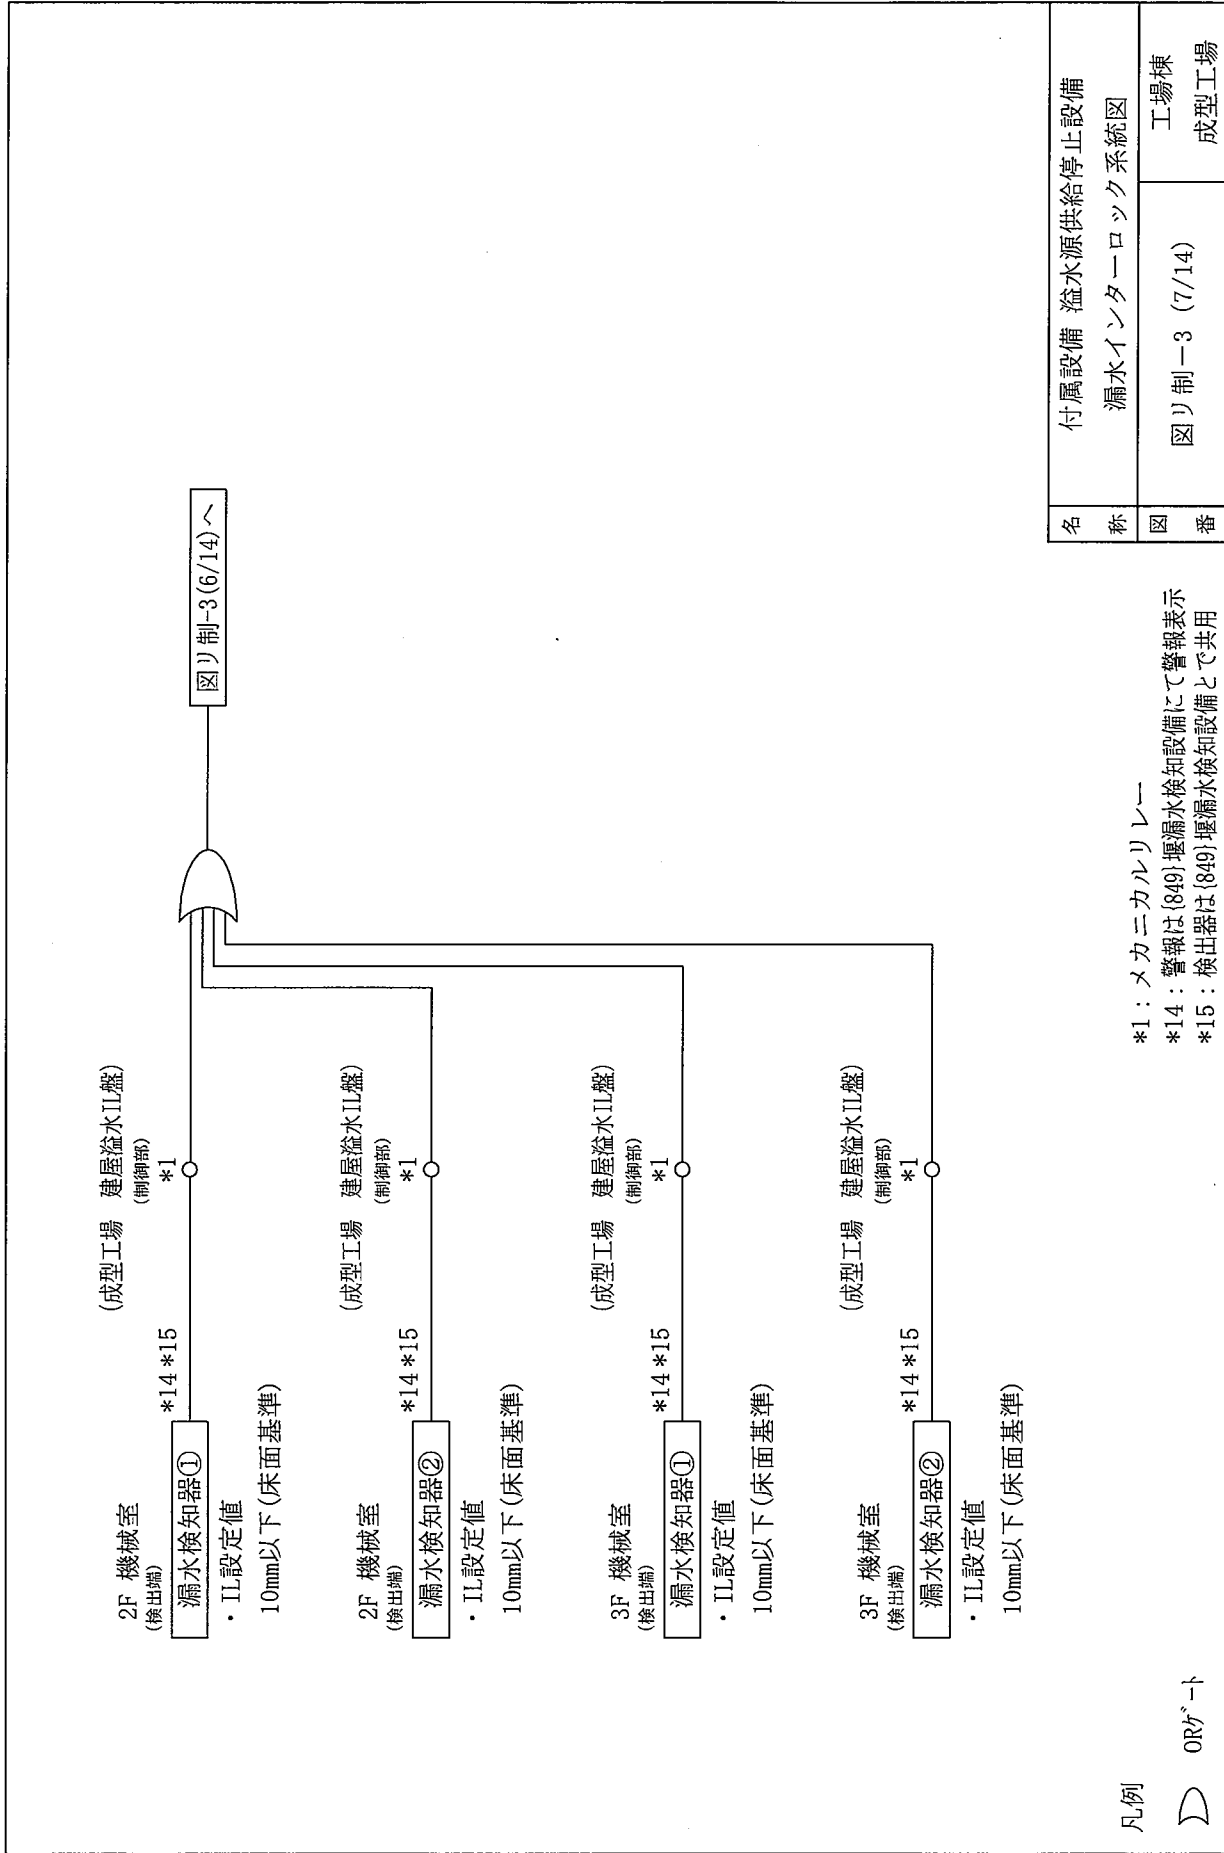 2F 機械室
(検出端)
漏水検知器①
・IL設定値
10mm以下(床面基準)
*14 *15
(成型工場 建屋溢水IL盤)
(制御部)
*1
2F 機械室
(検出端)
漏水検知器②
・IL設定値
10mm以下(床面基準)
*14 *15
(成型工場 建屋溢水IL盤)
(制御部)
*1
3F 機械室
(検出端)
漏水検知器①
・IL設定値
10mm以下(床面基準)
*14 *15
(成型工場 建屋溢水IL盤)
(制御部)
*1
3F 機械室
(検出端)
漏水検知器②
・IL設定値
10mm以下(床面基準)
*14 *15
(成型工場 建屋溢水IL盤)
(制御部)
*1
図リ制-3(6/14)へ
凡例
ORゲート
*1：メカニカルリレー
*14：警報は{849}堰漏水検知設備にて警報表示
*15：検出器は{849}堰漏水検知設備とで共用
名称
付属設備 溢水源供給停止設備
漏水インターロック系統図
図番
図リ制－3 (7/14)
工場棟
成型工場